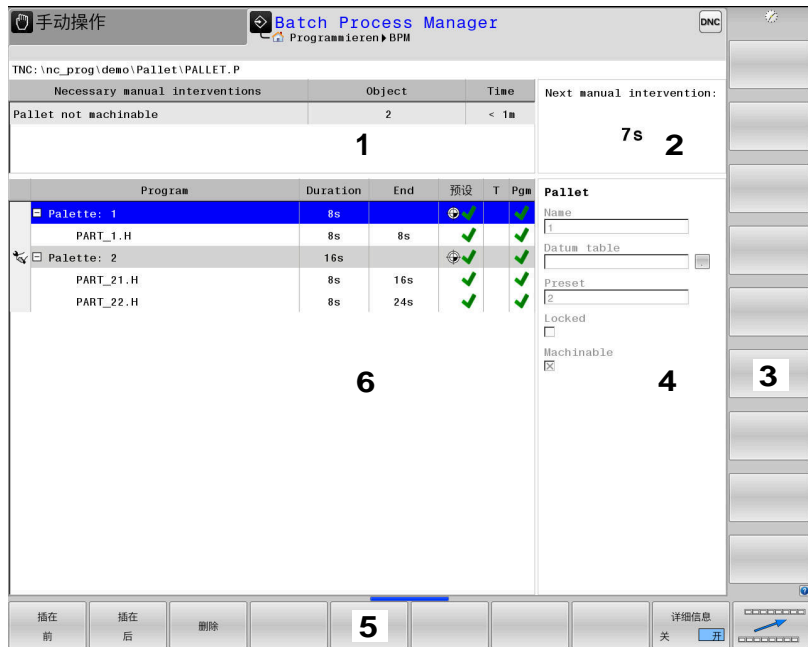 手动操作
Batch Process Manager
DNC
Programmieren▶BPM
TNC:\nc_prog\demo\Pallet\PALLET.P
Necessary manual interventions Object Time
Pallet not machinable 2 < 1m
1
Next manual intervention:
7s
2
Program Duration End 预设 T Pgm
Palette: 1 8s
PART_1.H 8s 8s
Palette: 2 16s
PART_21.H 8s 16s
PART_22.H 8s 24s
6
Pallet
Name
1
Datum table
Preset
2
Locked
Machinable
4
3
插在
前
插在
后
删除
5
详细信息
关 开